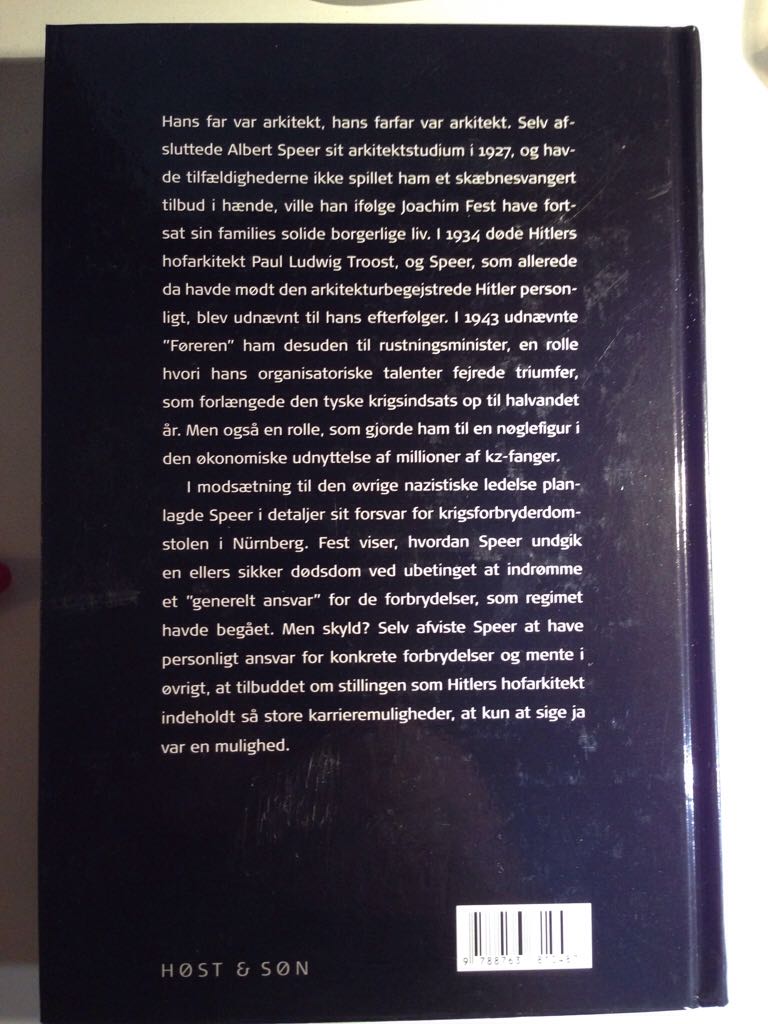 Hans far var arkitekt, hans farfar var arkitekt. Selv af-
sluttede Albert Speer sit arkitektstudium i 1927, og hav-
de tilfældighederne ikke spillet ham et skæbnesvangert
tilbud i hænde, ville han ifølge Joachim Fest have fort-
sat sin families solide borgerlige liv. I 1934 døde Hitlers
hofarkitekt Paul Ludwig Troost, og Speer, som allerede
da havde mødt den arkitekturbegejstrede Hitler person-
ligt, blev udnævnt til hans efterfølger. I 1943 udnævnte
”Føreren” ham desuden til rustningsminister, en rolle
hvori hans organisatoriske talenter fejrede triumfer,
som forlængede den tyske krigsindsats op til halvandet
år. Men også en rolle, som gjorde ham til en nøglefigur i
den økonomiske udnyttelse af millioner af kz-fanger.
I modsætning til den øvrige nazistiske ledelse plan-
lagde Speer i detaljer sit forsvar for krigsforbryderdom-
stolen i Nürnberg. Fest viser, hvordan Speer undgik
en ellers sikker dødsdom ved ubetinget at indrømme
et ”generelt ansvar” for de forbrydelser, som regimet
havde begået. Men skyld? Selv afviste Speer at have
personligt ansvar for konkrete forbrydelser og mente i
øvrigt, at tilbuddet om stillingen som Hitlers hofarkitekt
indeholdt så store karrieremuligheder, at kun at sige ja
var en mulighed.
HØST & SØN
9 788763